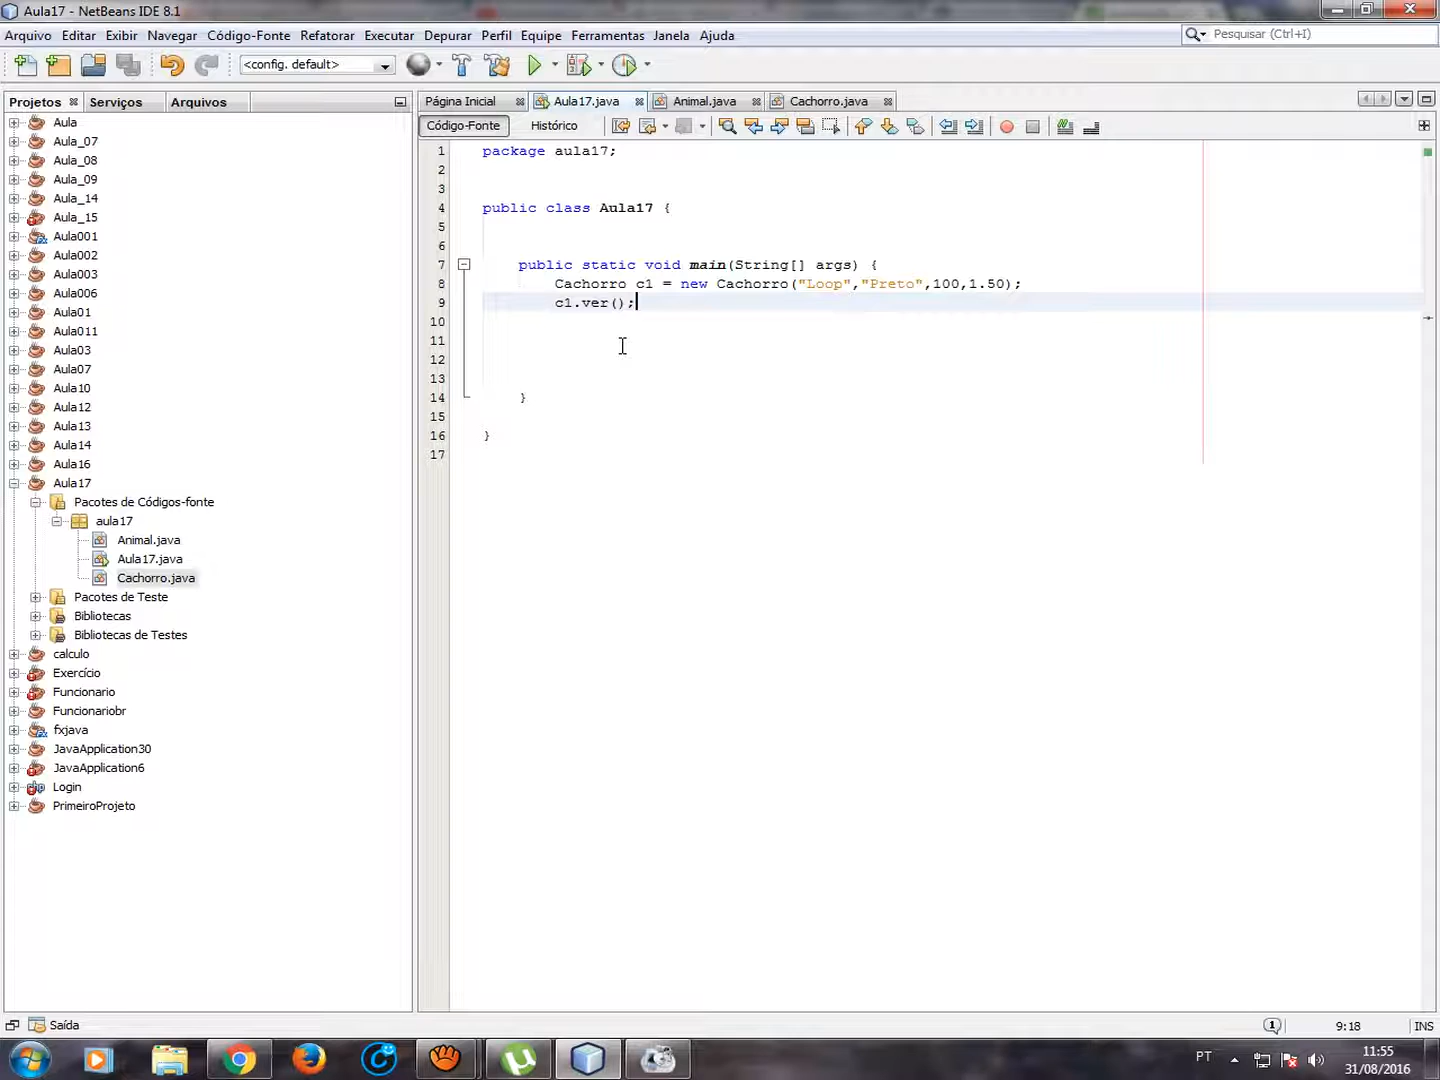 Aula17 - NetBeans IDE 8.1
Arquivo Editar Exibir Navegar Código-Fonte Refatorar Executar Depurar Perfil Equipe Ferramentas Janela Ajuda
Pesquisar (Ctrl+I)
<config. default>
Projetos Serviços Arquivos
Página Inicial Aula17.java Animal.java Cachorro.java
Código-Fonte Histórico
Aula
Aula_07
Aula_08
Aula_09
Aula_14
Aula_15
Aula001
Aula002
Aula003
Aula006
Aula01
Aula011
Aula03
Aula07
Aula10
Aula12
Aula13
Aula14
Aula16
Aula17
Pacotes de Códigos-fonte
aula17
Animal.java
Aula17.java
Cachorro.java
Pacotes de Teste
Bibliotecas
Bibliotecas de Testes
calculo
Exercício
Funcionario
Funcionariobr
fxjava
JavaApplication30
JavaApplication6
Login
PrimeiroProjeto
1 package aula17;
2
3
4 public class Aula17 {
5
6
7 public static void main(String[] args) {
8 Cachorro c1 = new Cachorro("Loop","Preto",100,1.50);
9 c1.ver();
10
11
12
13
14 }
15
16 }
17
Saída
1
9:18
INS
PT
11:55
31/08/2016